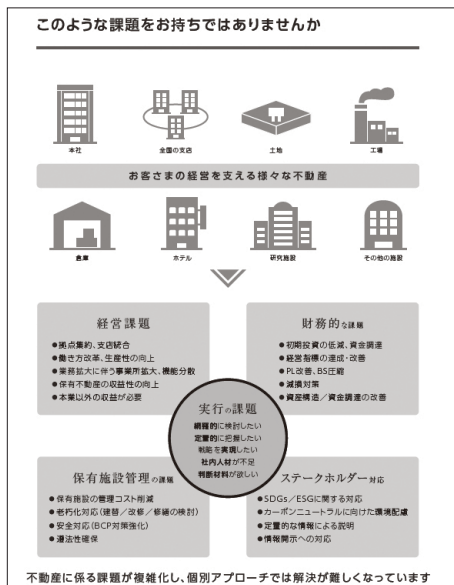 このような課題をお持ちではありませんか
本社
全国の支店
土地
工場
お客さまの経営を支える様々な不動産
倉庫
ホテル
研究施設
その他の施設
経営課題
●拠点集約、支店統合
●働き方改革、生産性の向上
●業務拡大に伴う事業所拡大、機能分散
●保有不動産の収益性の向上
●本業以外の収益が必要
財務的な課題
●初期投資の低減、資金調達
●経営指標の達成・改善
●PL改善、BS圧縮
●減損対策
●資産構造／資金調達の改善
実行の課題
網羅的に検討したい
定量的に把握したい
戦略を実現したい
社内人材が不足
判断材料が欲しい
保有施設管理の課題
●保有施設の管理コスト削減
●老朽化対応（建替／改修／修繕の検討）
●安全対応（BCP対策強化）
●遵法性確保
ステークホルダー対応
●SDGs／ESGに関する対応
●カーボンニュートラルに向けた環境配慮
●定量的な情報による説明
●情報開示への対応
不動産に係る課題が複雑化し、個別アプローチでは解決が難しくなっています